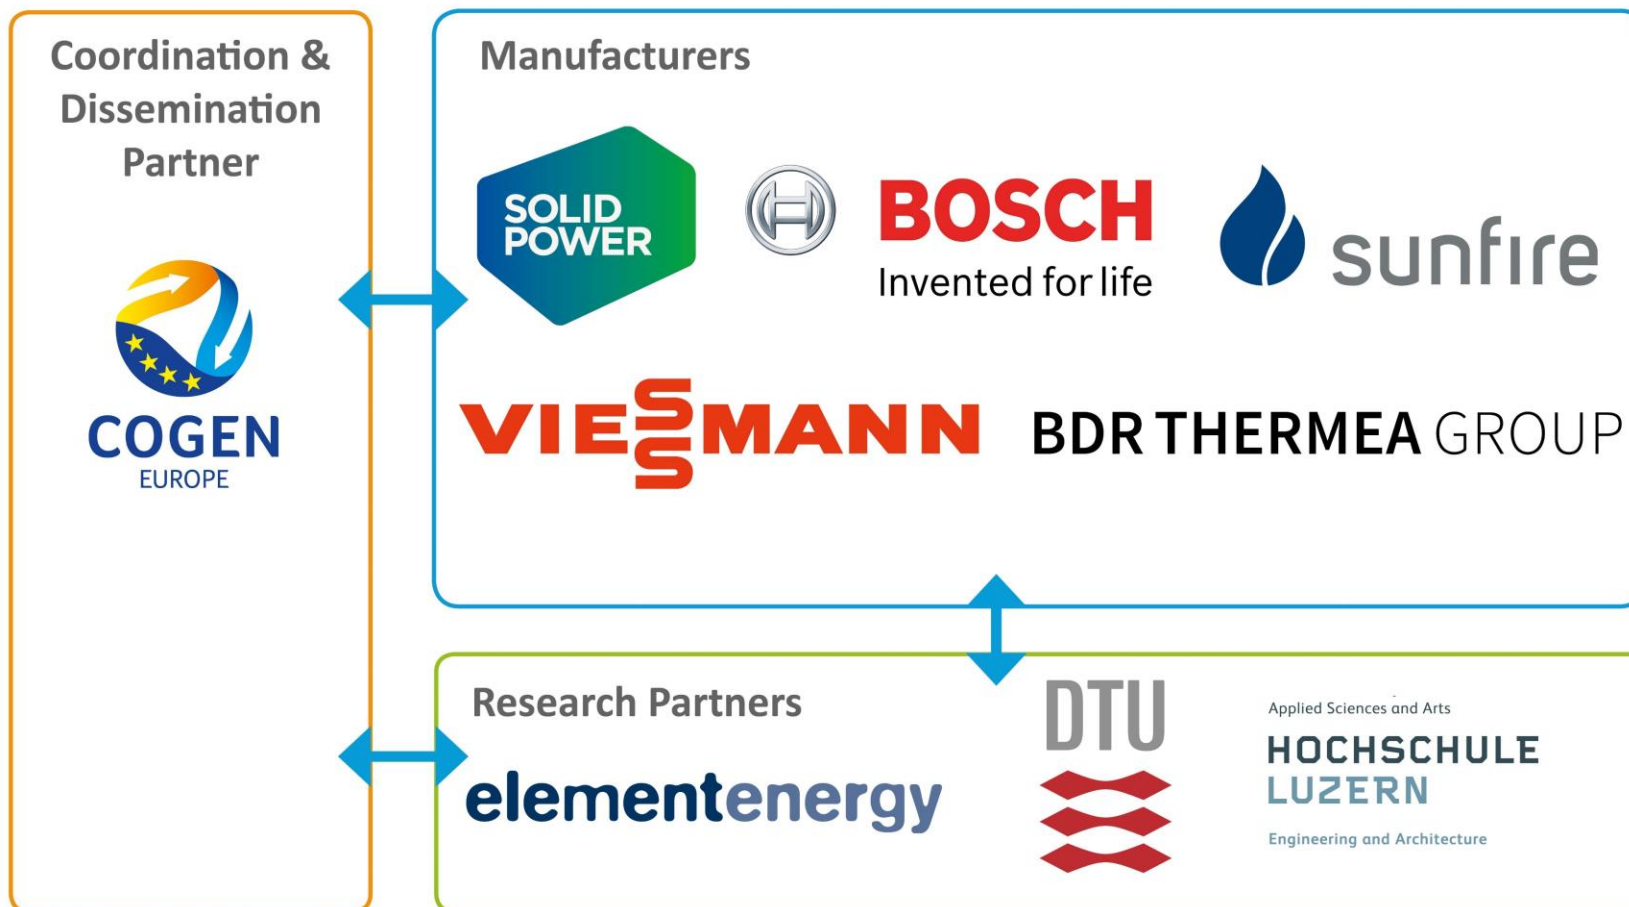 Coordination &
Dissemination
Partner
COGEN
EUROPE
Manufacturers
SOLID
POWER
BOSCH
Invented for life
sunfire
VIESSMANN
BDR THERMEA GROUP
Research Partners
elementenergy
DTU
Applied Sciences and Arts
HOCHSCHULE
LUZERN
Engineering and Architecture